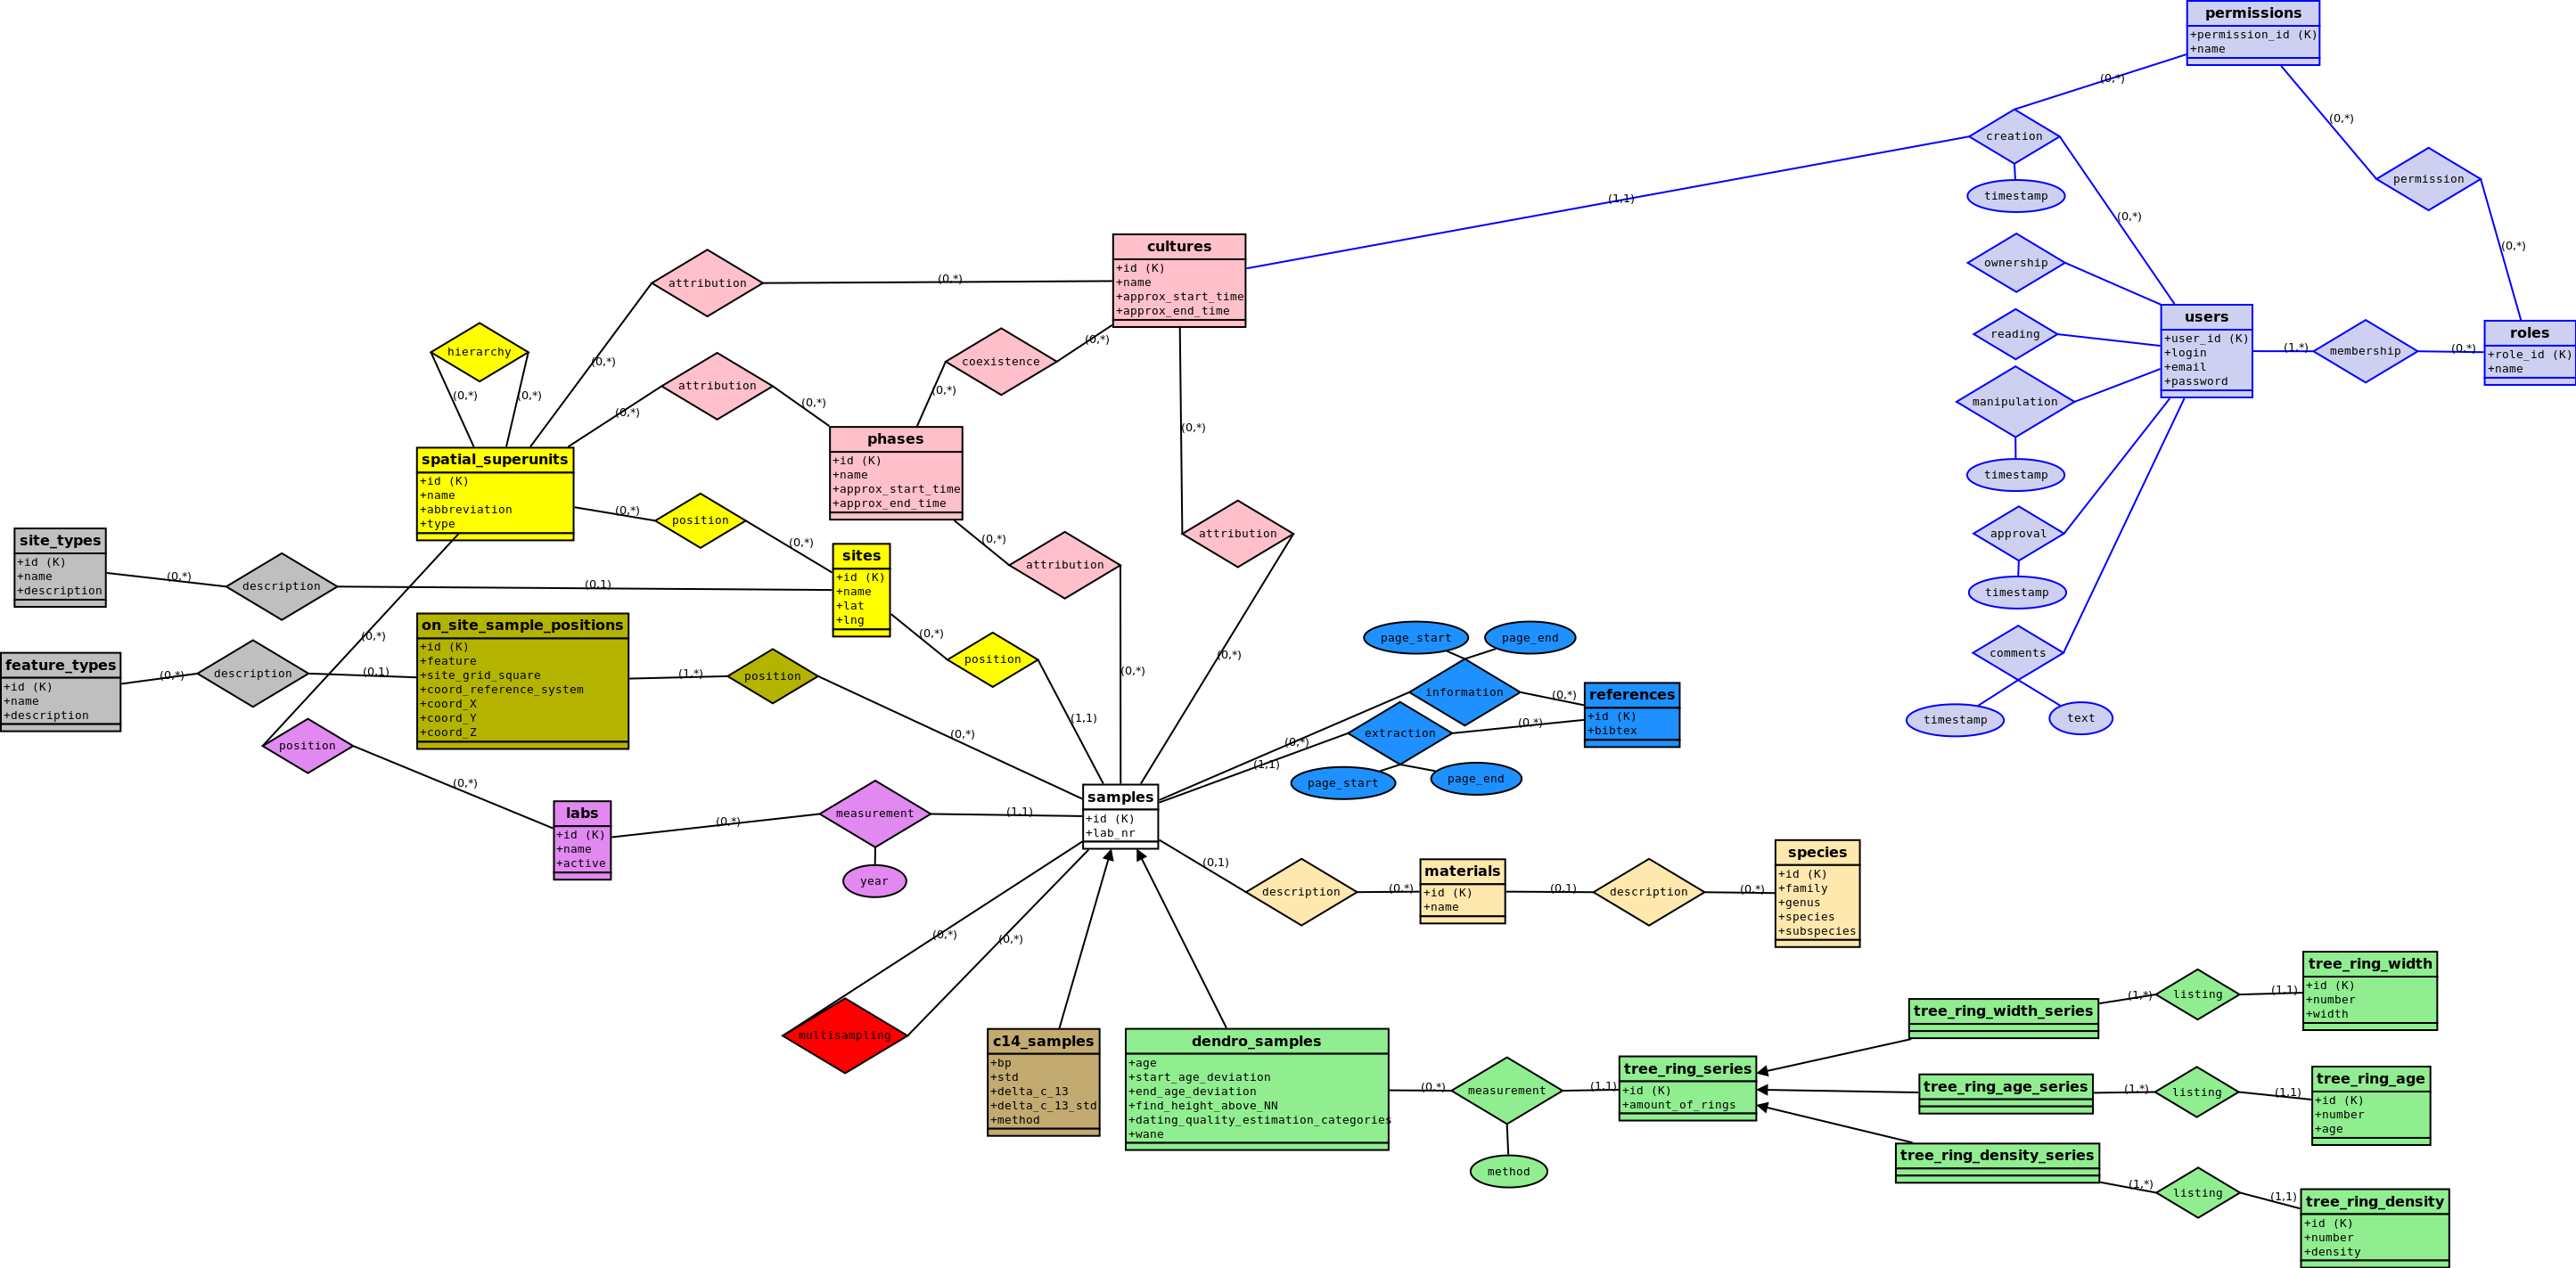 permissions
+permission_id (K)
+name
(0,*)
creation
timestamp
(0,*)
(0,*)
permission
(0,*)
(1,1)
ownership
reading
manipulation
timestamp
approval
timestamp
comments
timestamp
text
users
+user_id (K)
+login
+email
+password
(1,*)
membership
(0,*)
roles
+role_id (K)
+name
cultures
+id (K)
+name
+approx_start_time
+approx_end_time
attribution
(0,*)
(0,*)
hierarchy
(0,*)
(0,*)
attribution
(0,*)
(0,*)
coexistence
(0,*)
(0,*)
phases
+id (K)
+name
+approx_start_time
+approx_end_time
spatial_superunits
+id (K)
+name
+abbreviation
+type
(0,*)
position
(0,*)
(0,*)
attribution
(0,*)
(0,*)
attribution
(0,*)
site_types
+id (K)
+name
+description
(0,*)
description
(0,1)
sites
+id (K)
+name
+lat
+lng
(0,*)
position
(1,1)
feature_types
+id (K)
+name
+description
(0,*)
description
(0,1)
on_site_sample_positions
+id (K)
+feature
+site_grid_square
+coord_reference_system
+coord_X
+coord_Y
+coord_Z
(1,*)
position
(0,*)
(0,*)
position
(0,*)
labs
+id (K)
+name
+active
(0,*)
measurement
year
(1,1)
samples
+id (K)
+lab_nr
page_start
page_end
information
(0,*)
(0,*)
references
+id (K)
+bibtex
extraction
(0,*)
(1,1)
page_start
page_end
(0,1)
description
(0,*)
materials
+id (K)
+name
(0,1)
description
(0,*)
species
+id (K)
+family
+genus
+species
+subspecies
(0,*)
(0,*)
multisampling
c14_samples
+bp
+std
+delta_c_13
+delta_c_13_std
+method
dendro_samples
+age
+start_age_deviation
+end_age_deviation
+find_height_above_NN
+dating_quality_estimation_categories
+wane
(0,*)
measurement
method
(1,1)
tree_ring_series
+id (K)
+amount_of_rings
tree_ring_width_series
(1,*)
listing
(1,1)
tree_ring_width
+id (K)
+number
+width
tree_ring_age_series
(1,*)
listing
(1,1)
tree_ring_age
+id (K)
+number
+age
tree_ring_density_series
(1,*)
listing
(1,1)
tree_ring_density
+id (K)
+number
+density